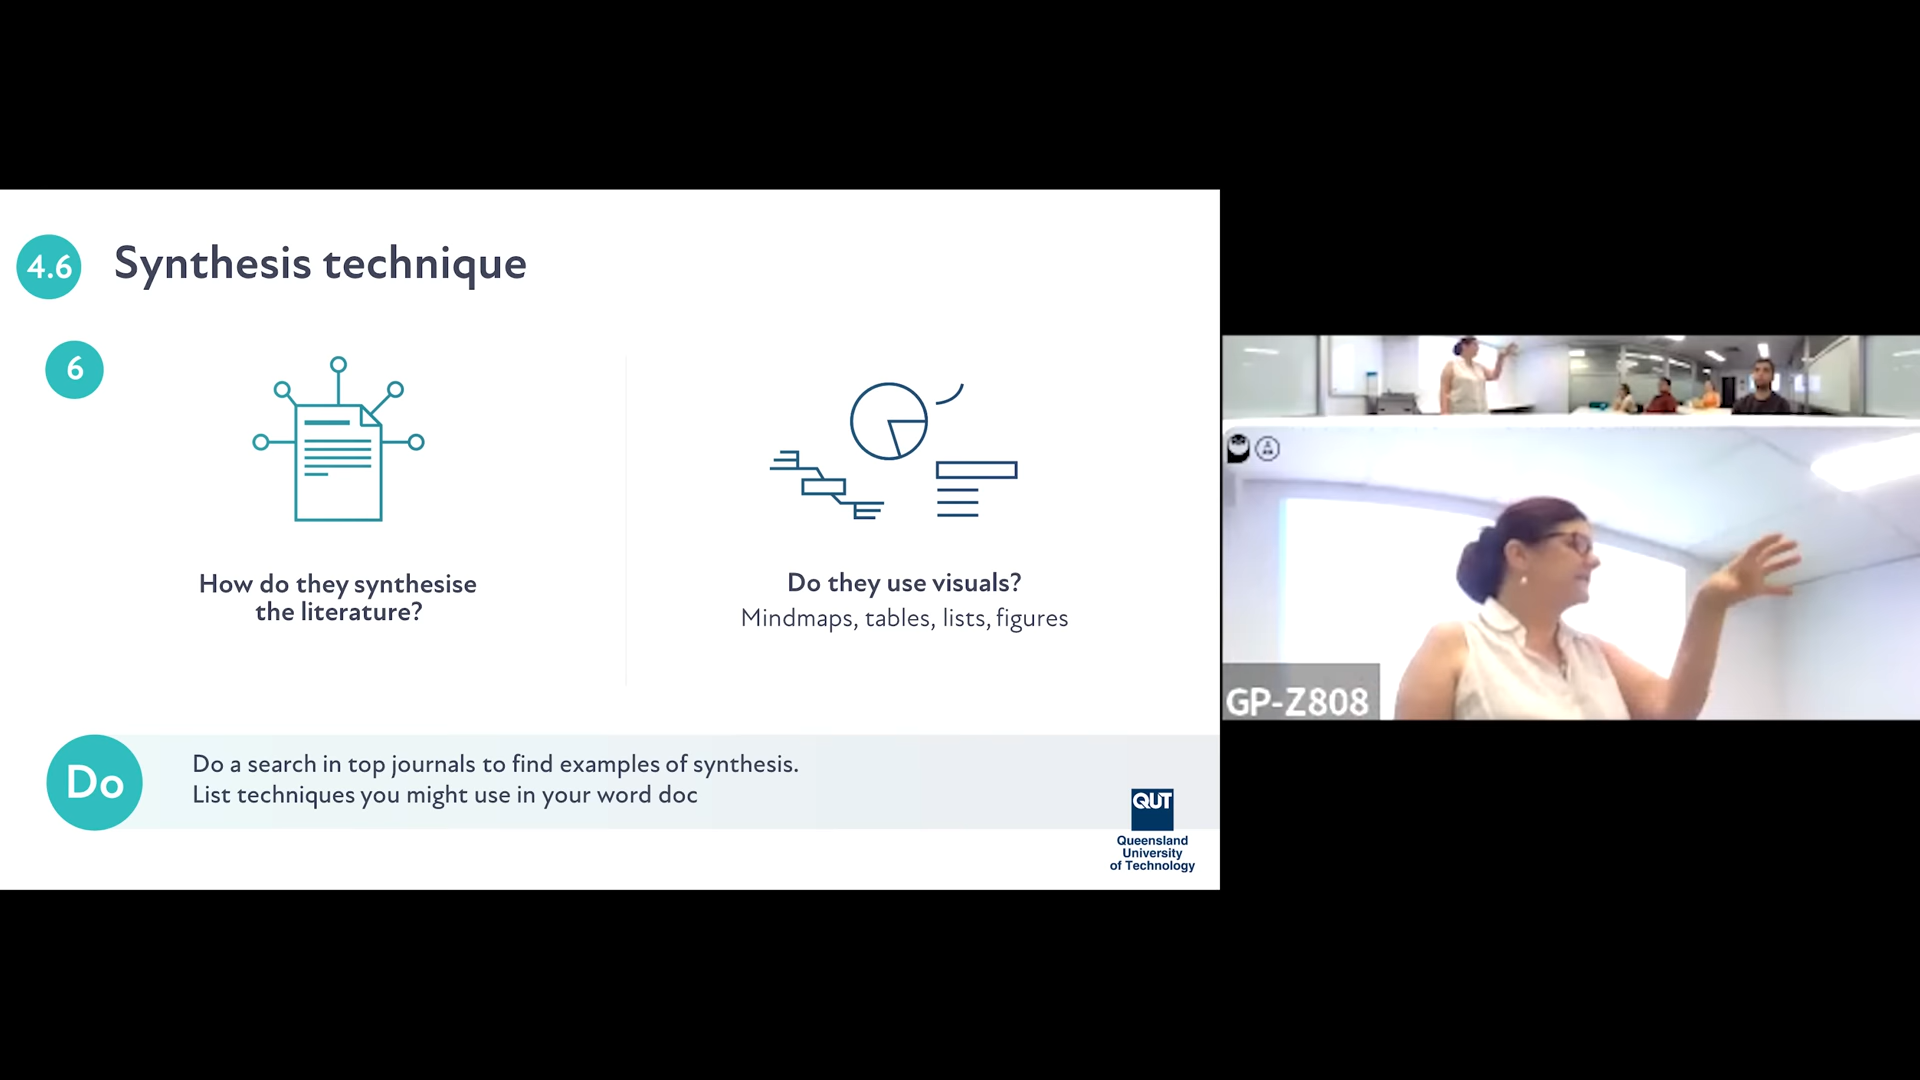 4.6
Synthesis technique
6
How do they synthesise
the literature?
Do they use visuals?
Mindmaps, tables, lists, figures
Do
Do a search in top journals to find examples of synthesis.
List techniques you might use in your word doc
QUT
Queensland
University
of Technology
GP-Z808